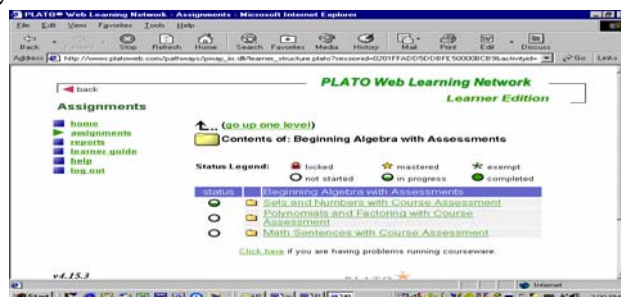 PLATO® Web Learning Network - Assignments - Microsoft Internet Explorer
File Edit View Favorites Tools Help
Back Stop Refresh Home Search Favorites Media History Mail Print Edit Discuss
Address Go Links
back
PLATO Web Learning Network
Learner Edition
Assignments
home
assignments
reports
learner guide
help
log out
... (go up one level)
Contents of: Beginning Algebra with Assessments
Status Legend: locked mastered exempt
not started in progress completed
status Beginning Algebra with Assessments
Sets and Numbers with Course Assessment
Polynomials and Factoring with Course
Assessment
Math Sentences with Course Assessment
Click here if you are having problems running courseware.
v4.15.3
Internet
Start